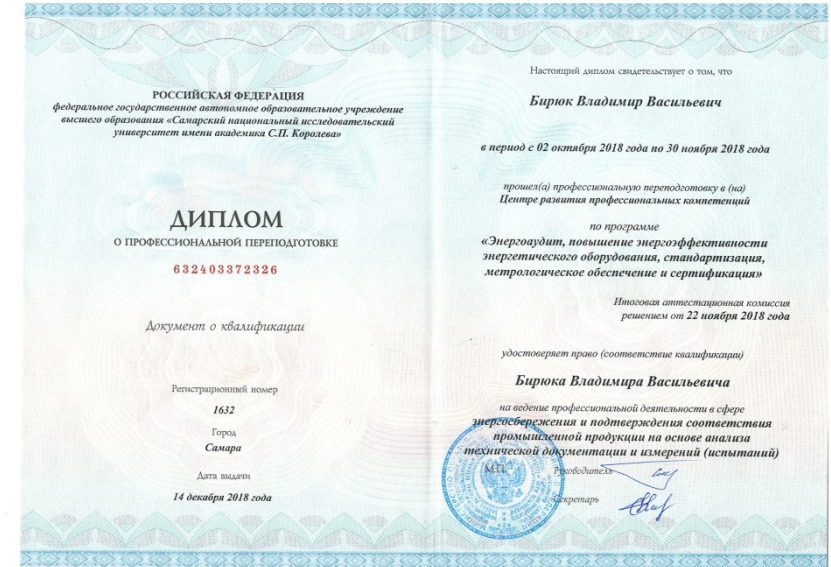 РОССИЙСКАЯ ФЕДЕРАЦИЯ
федеральное государственное автономное образовательное учреждение
высшего образования «Самарский национальный исследовательский
университет имени академика С.П. Королева»
ДИПЛОМ
О ПРОФЕССИОНАЛЬНОЙ ПЕРЕПОДГОТОВКЕ
632403372326
Документ о квалификации
Регистрационный номер
1632
Город
Самара
Дата выдачи
14 декабря 2018 года
Настоящий диплом свидетельствует о том, что
Бирюк Владимир Васильевич
в период с 02 октября 2018 года по 30 ноября 2018 года
прошел(а) профессиональную переподготовку в (на)
Центре развития профессиональных компетенций
по программе
«Энергоаудит, повышение энергоэффективности
энергетического оборудования, стандартизация,
метрологическое обеспечение и сертификация»
Итоговая аттестационная комиссия
решением от 22 ноября 2018 года
удостоверяет право (соответствие квалификации)
Бирюка Владимира Васильевича
на ведение профессиональной деятельности в сфере
энергосбережения и подтверждения соответствия
промышленной продукции на основе анализа
технической документации и измерений (испытаний)
М.П.
Руководитель
Секретарь